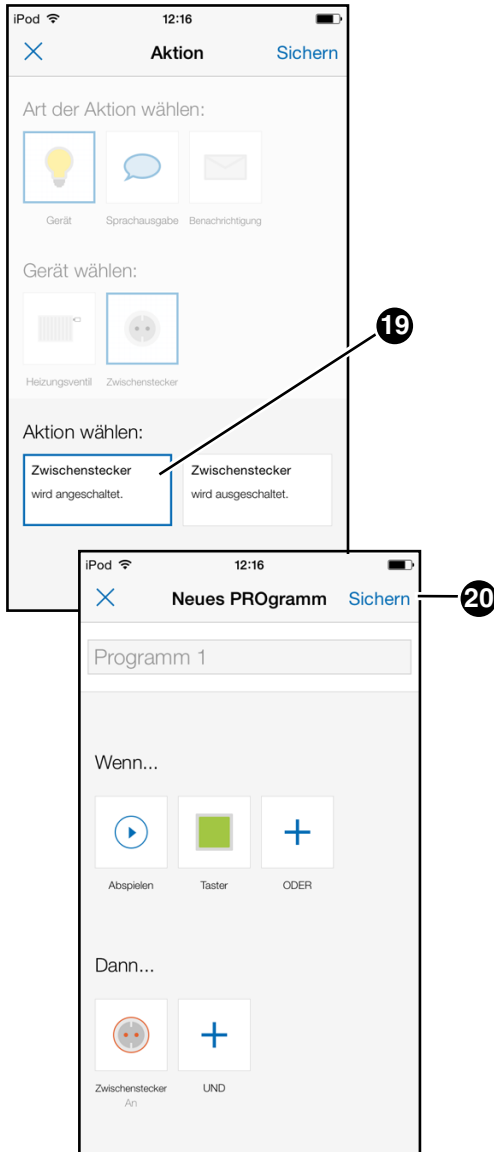 iPod 12:16
Aktion Sichern
Art der Aktion wählen:
Gerät Sprachausgabe Benachrichtigung
Gerät wählen:
Heizungsventil Zwischenstecker
19
Aktion wählen:
Zwischenstecker Zwischenstecker
wird angeschaltet. wird ausgeschaltet.
iPod 12:16
Neues PROgramm Sichern
20
Programm 1
Wenn...
Abspielen Taster ODER
Dann...
Zwischenstecker UND
An